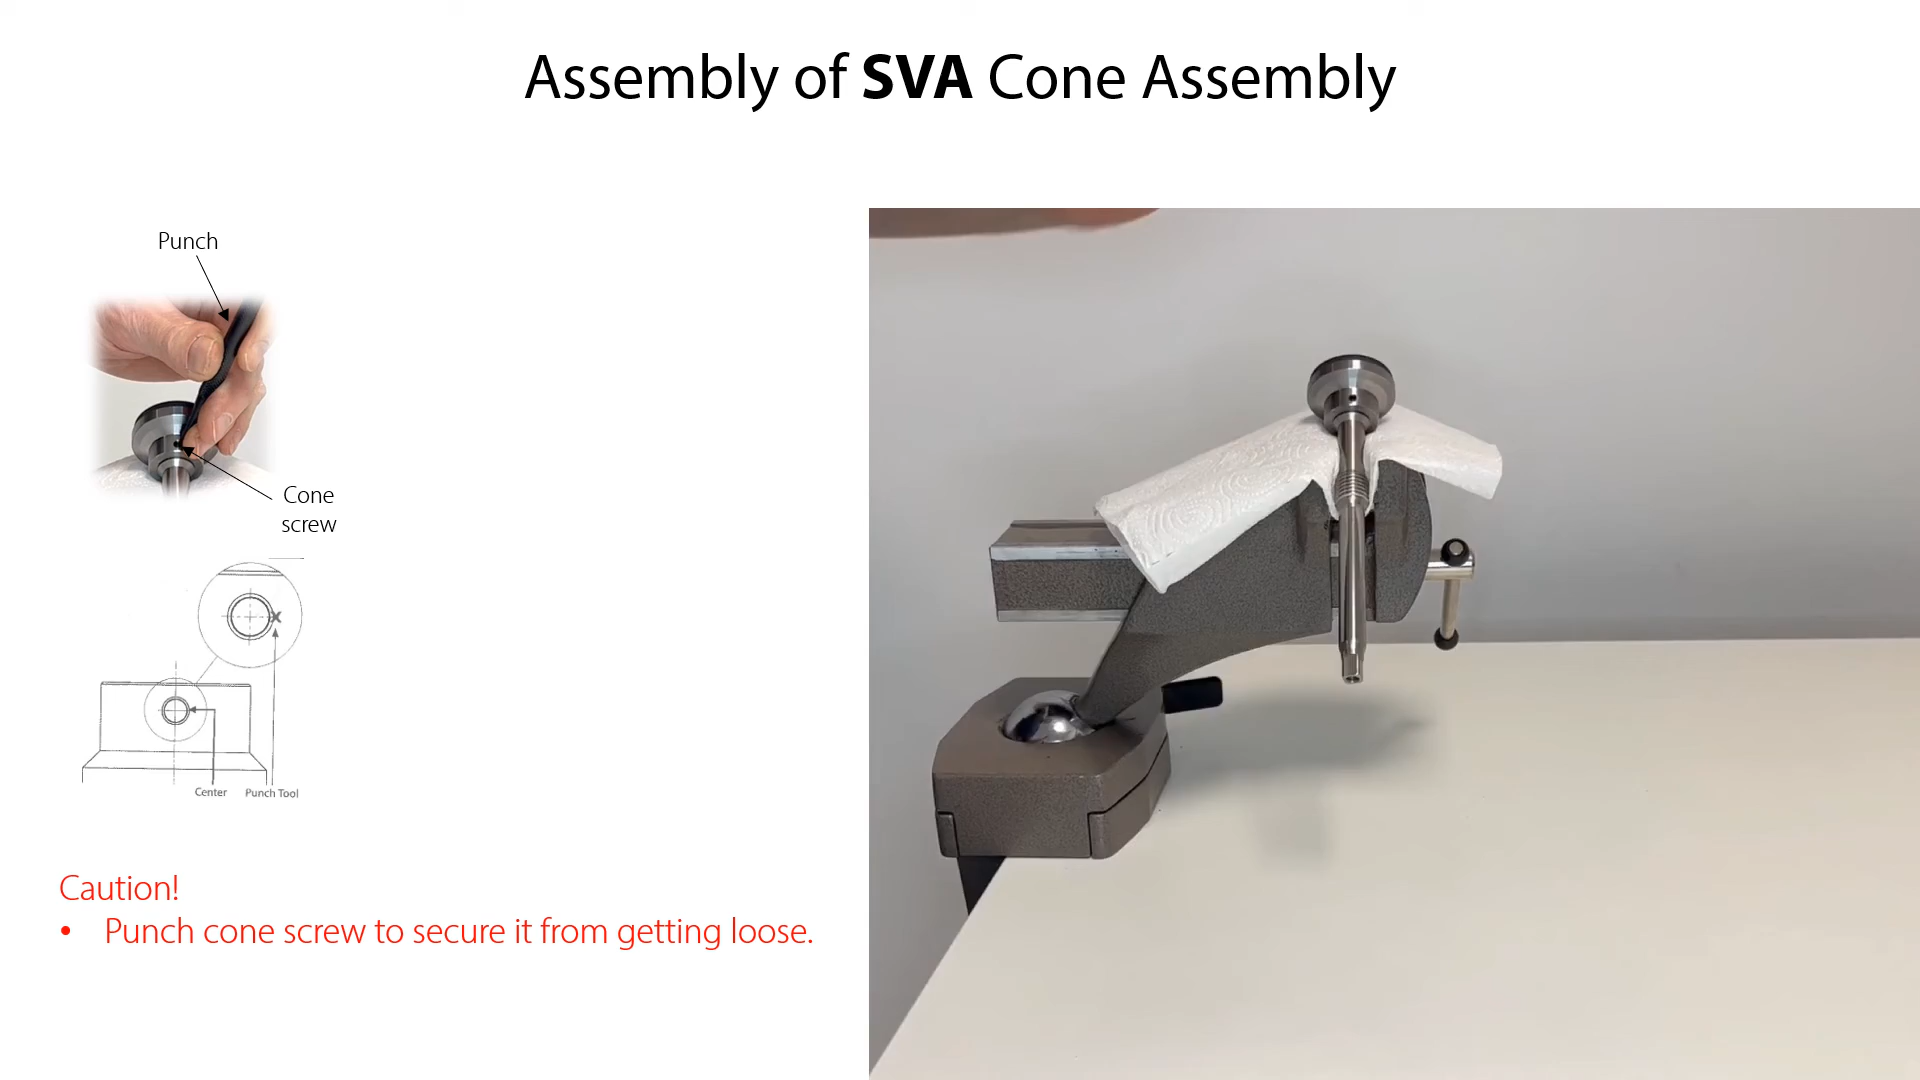 Assembly of SVA Cone Assembly
Punch
Cone
screw
Center Punch Tool
Caution!
• Punch cone screw to secure it from getting loose.